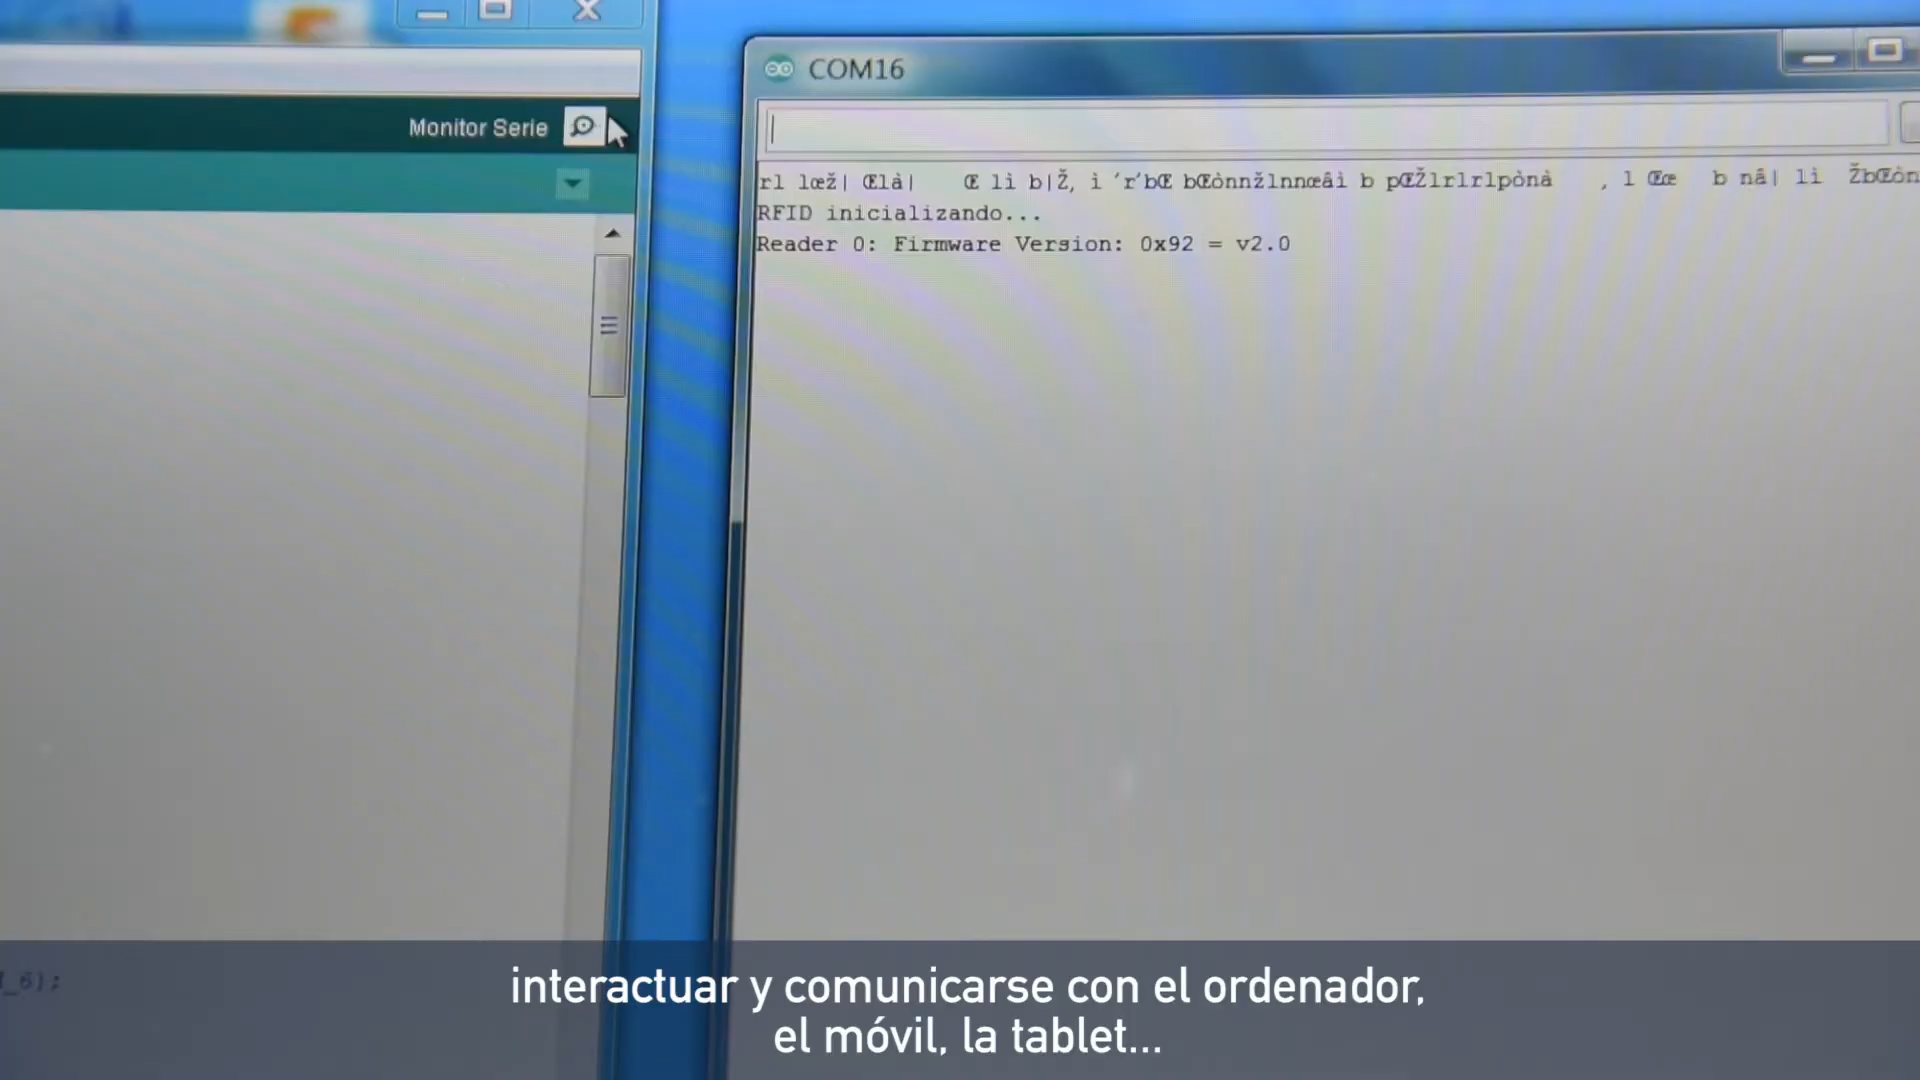 COM16
Monitor Serie
RFID inicializando...
Reader 0: Firmware Version: 0x92 = v2.0
_6);
interactuar y comunicarse con el ordenador,
el móvil, la tablet...